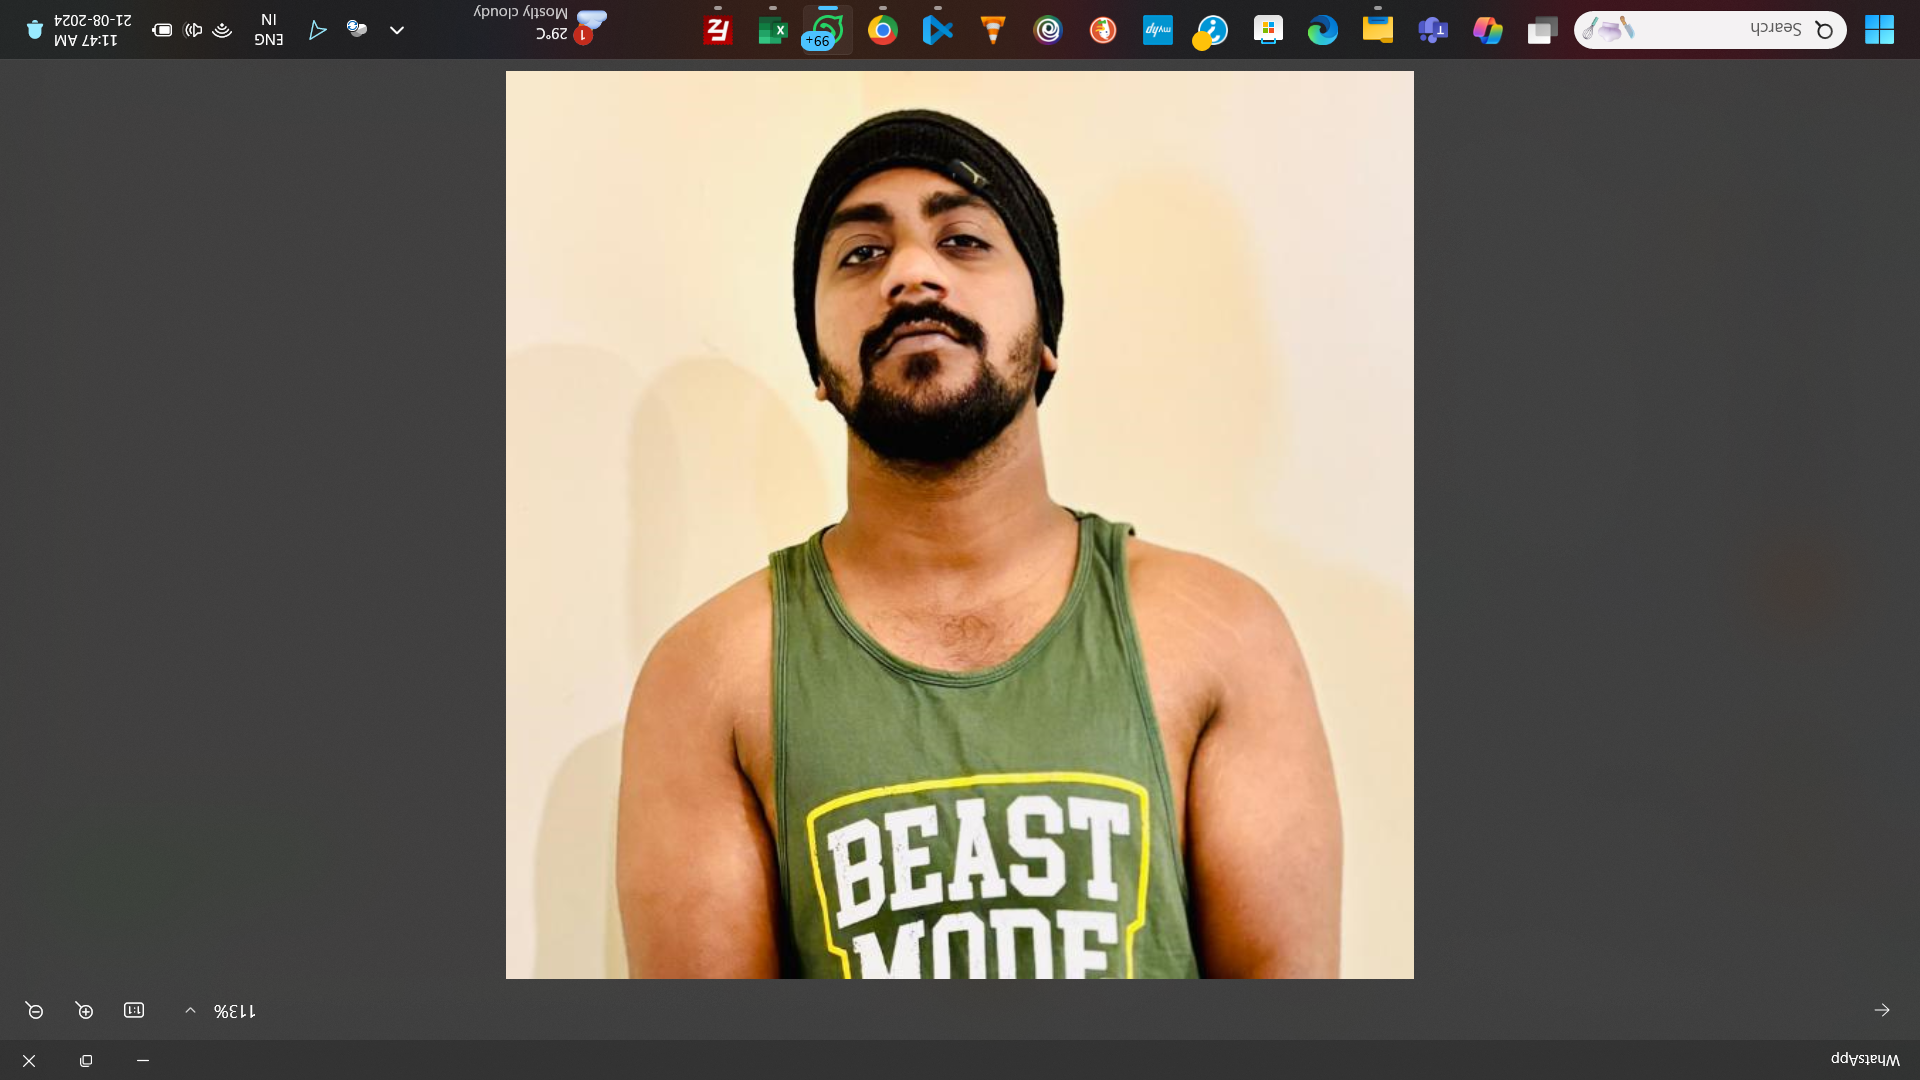 WhatsApp
113%
1:1
BEAST
MODE
Search
T
dyhw
99+
1
29°C
Mostly cloudy
ENG
IN
11:47 AM
21-08-2024